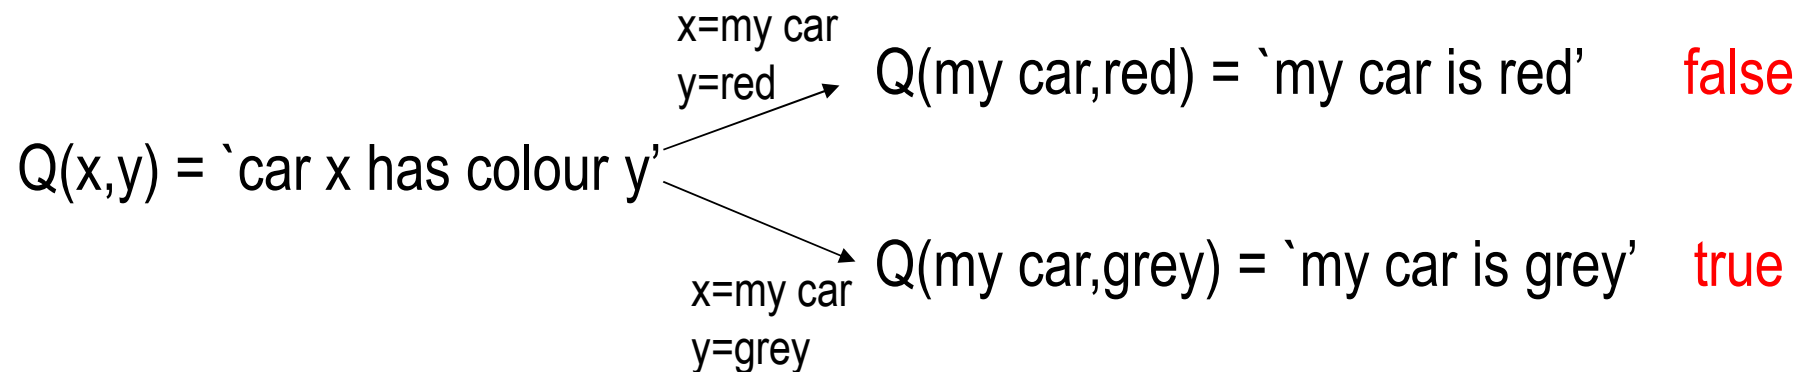 x=my car
y=red
Q(my car,red) = `my car is red’ false
Q(x,y) = `car x has colour y’
Q(my car,grey) = `my car is grey’ true
x=my car
y=grey